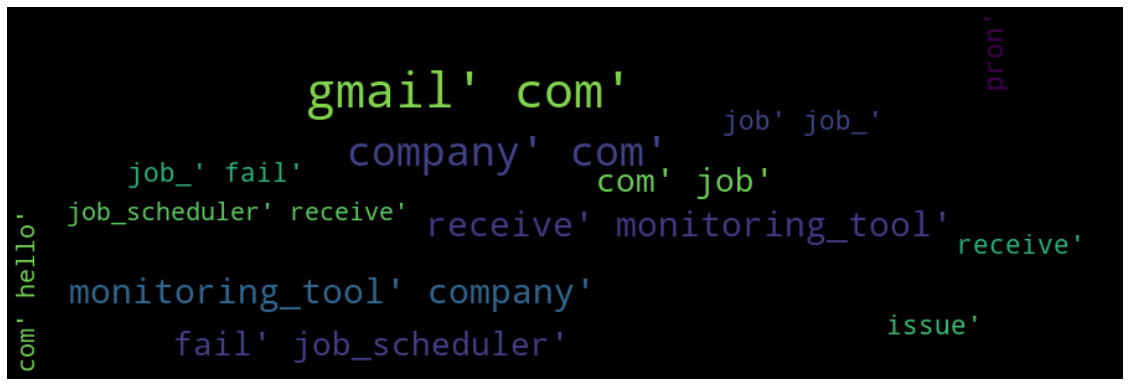 pron'
gmail' com'
job' job_'
company' com'
job_' fail'
com' job'
job_scheduler' receive'
receive' monitoring_tool'
receive'
com' hello'
monitoring_tool' company'
issue'
fail' job_scheduler'